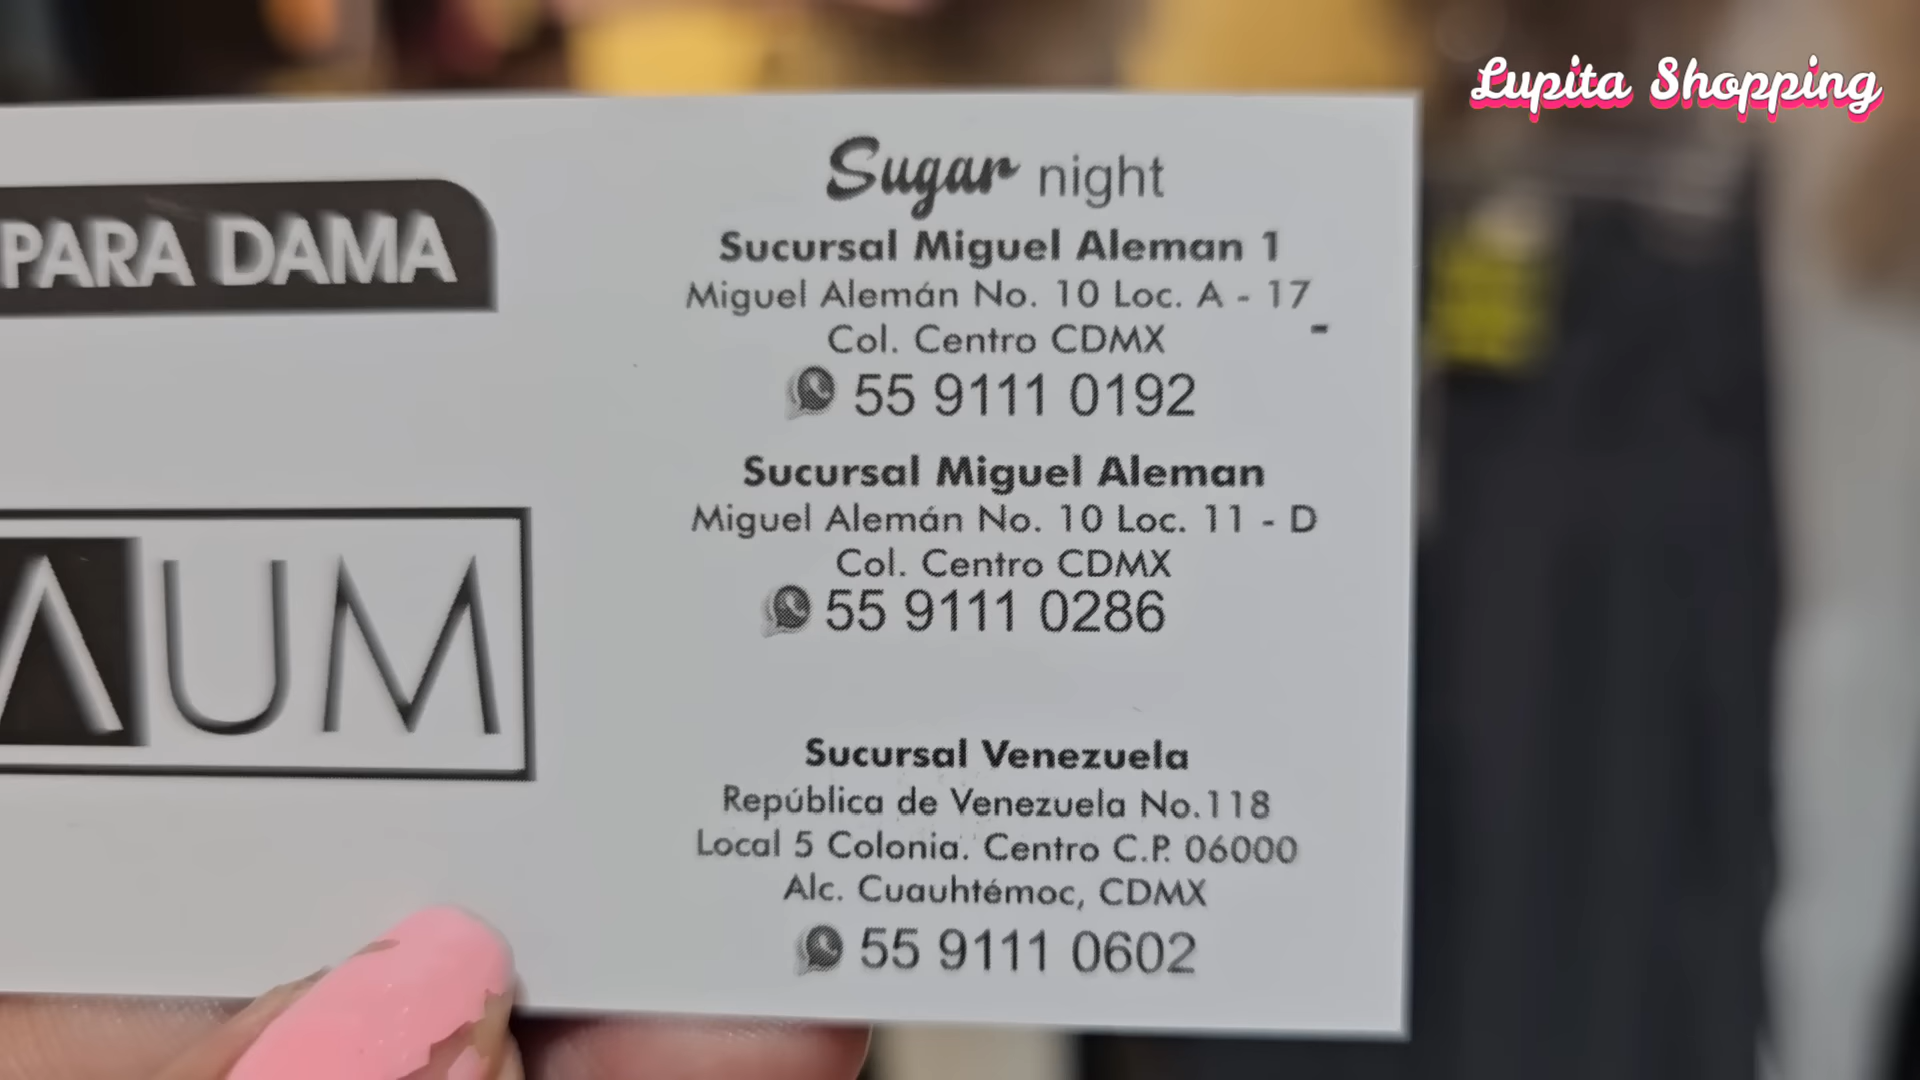 Lupita Shopping
PARA DAMA
AUM
Sugar night
Sucursal Miguel Aleman 1
Miguel Alemán No. 10 Loc. A - 17
Col. Centro CDMX
55 9111 0192
Sucursal Miguel Aleman
Miguel Alemán No. 10 Loc. 11 - D
Col. Centro CDMX
55 9111 0286
Sucursal Venezuela
República de Venezuela No.118
Local 5 Colonia. Centro C.P. 06000
Alc. Cuauhtémoc, CDMX
55 9111 0602